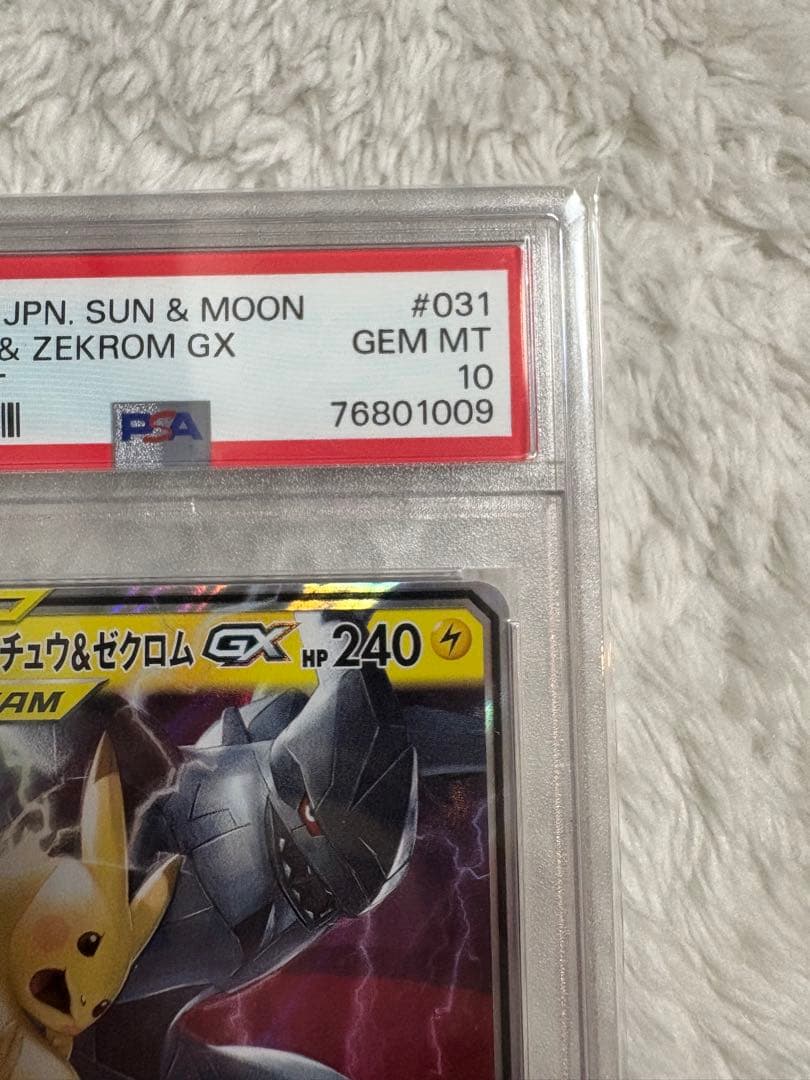 JPN. SUN & MOON #031
& ZEKROM GX GEM MT
10
PSA 76801009
チュウ&ゼクロム GX HP 240
AM